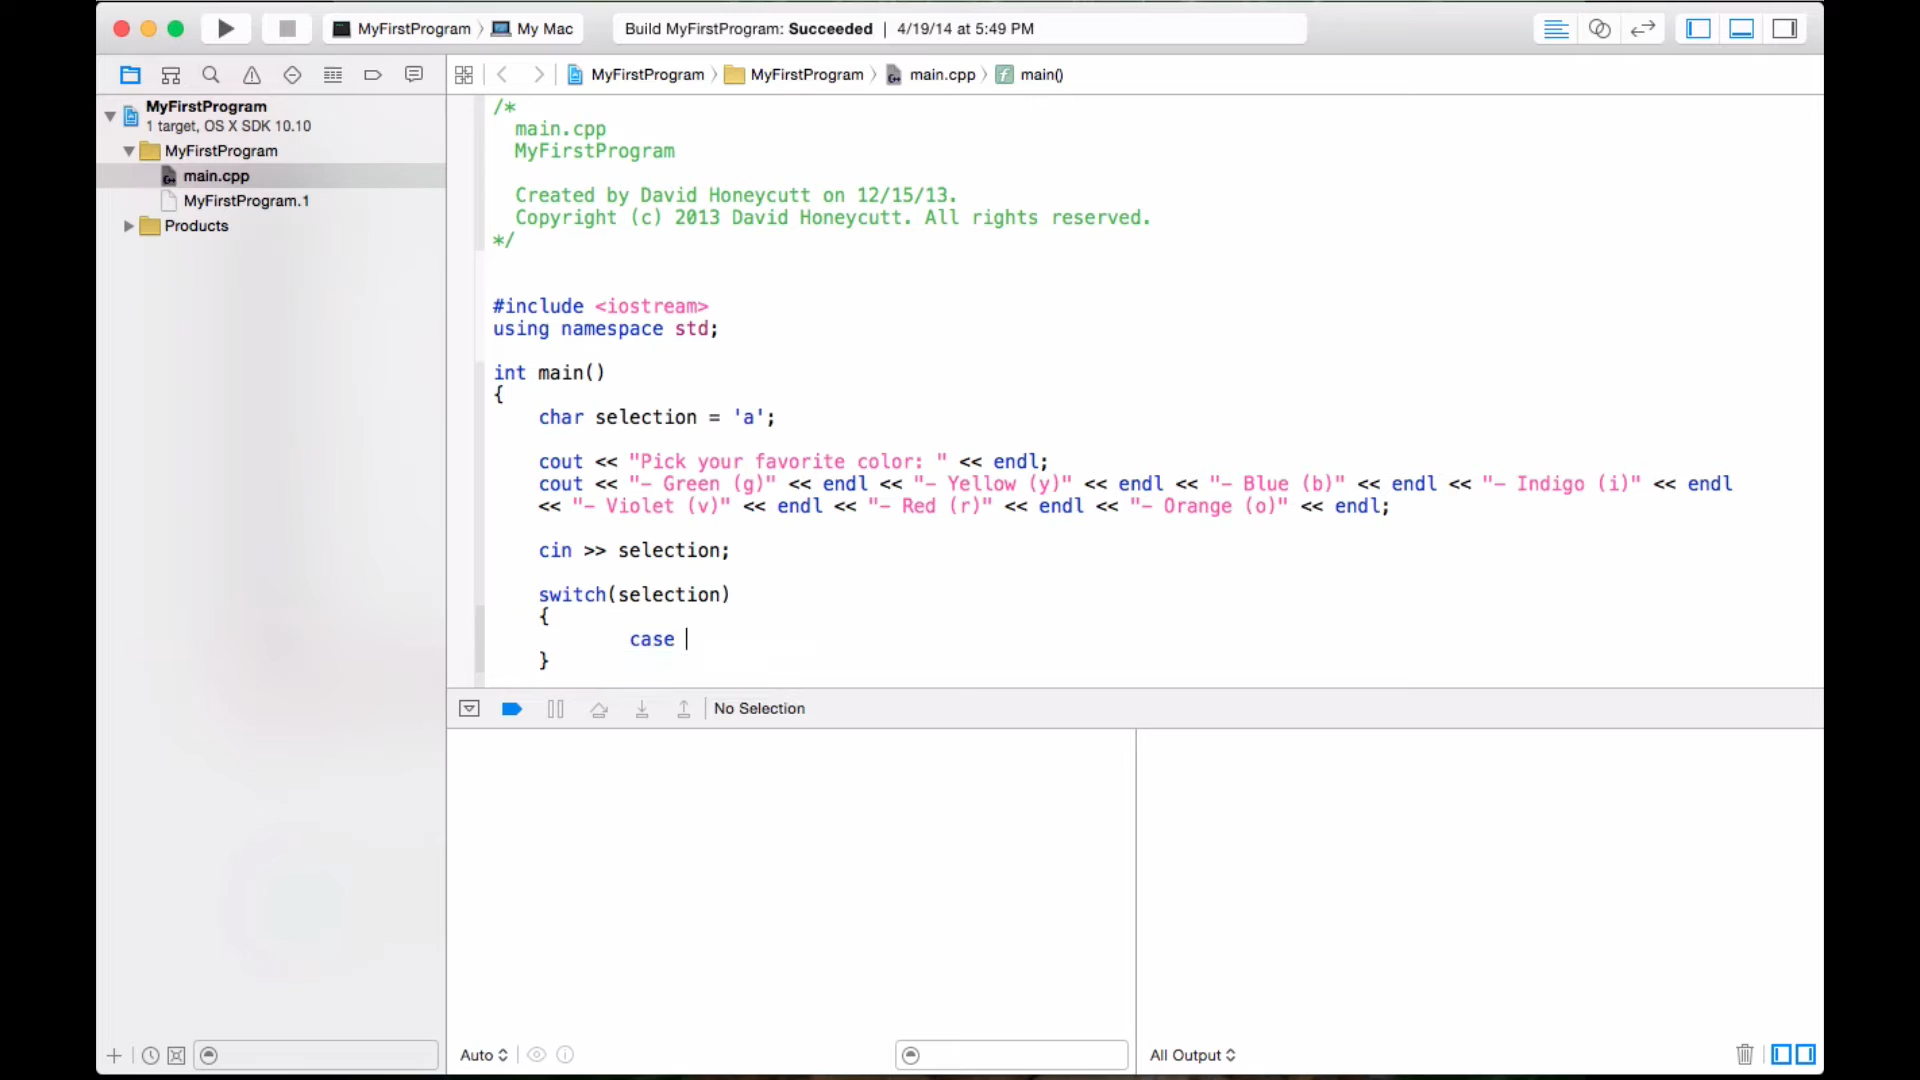 MyFirstProgram 〉 My Mac
Build MyFirstProgram: Succeeded | 4/19/14 at 5:49 PM
MyFirstProgram 〉 MyFirstProgram 〉 main.cpp 〉 main()
MyFirstProgram
1 target, OS X SDK 10.10
MyFirstProgram
main.cpp
MyFirstProgram.1
Products
/*
main.cpp
MyFirstProgram
Created by David Honeycutt on 12/15/13.
Copyright (c) 2013 David Honeycutt. All rights reserved.
*/
#include <iostream>
using namespace std;
int main()
{
char selection = 'a';
cout << "Pick your favorite color: " << endl;
cout << "- Green (g)" << endl << "- Yellow (y)" << endl << "- Blue (b)" << endl << "- Indigo (i)" << endl
<< "- Violet (v)" << endl << "- Red (r)" << endl << "- Orange (o)" << endl;
cin >> selection;
switch(selection)
{
case
}
No Selection
Auto
All Output